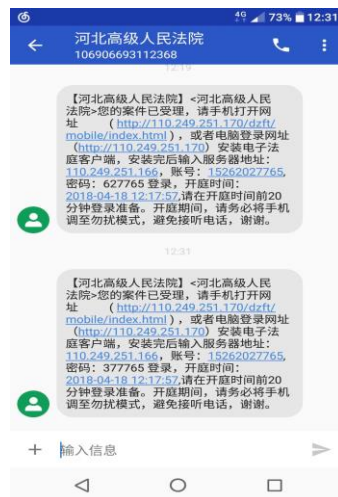 4G 73% 12:31
河北高级人民法院
106906693112368
12:19
【河北高级人民法院】<河北高级人民
法院>您的案件已受理，请手机打开网
址 （http://110.249.251.170/dzft/
mobile/index.html），或者电脑登录网址
（http://110.249.251.170）安装电子法
庭客户端，安装完后输入服务器地址：
110.249.251.166，账号：15262027765,
密码：627765 登录，开庭时间：
2018-04-18 12:17:57,请在开庭时间前20
分钟登录准备。开庭期间，请务必将手机
调至勿扰模式，避免接听电话，谢谢。
12:31
【河北高级人民法院】<河北高级人民
法院>您的案件已受理，请手机打开网
址 （http://110.249.251.170/dzft/
mobile/index.html），或者电脑登录网址
（http://110.249.251.170）安装电子法
庭客户端，安装完后输入服务器地址：
110.249.251.166，账号：15262027765,
密码：377765 登录，开庭时间：
2018-04-18 12:17:57,请在开庭时间前20
分钟登录准备。开庭期间，请务必将手机
调至勿扰模式，避免接听电话，谢谢。
输入信息